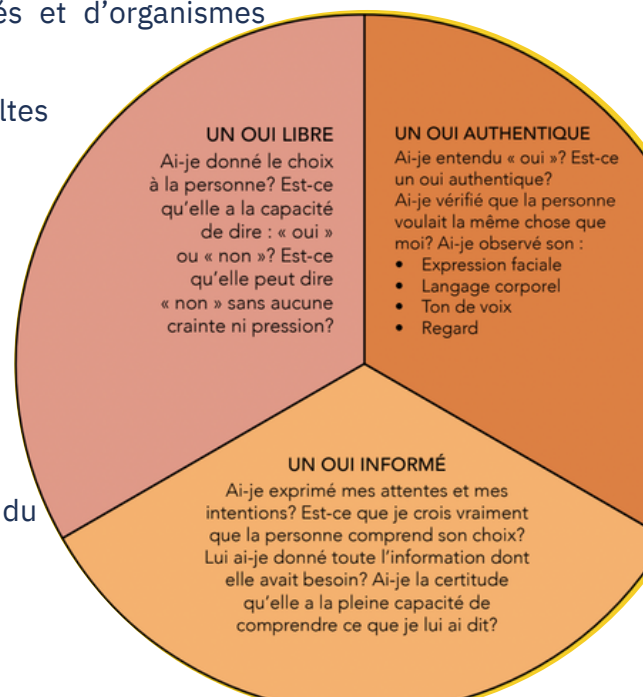 és et d'organismes
ltes
UN OUI LIBRE
Ai-je donné le choix
à la personne? Est-ce
qu'elle a la capacité
de dire : « oui »
ou « non »? Est-ce
qu'elle peut dire
« non » sans aucune
crainte ni pression?
UN OUI AUTHENTIQUE
Ai-je entendu « oui »? Est-ce
un oui authentique?
Ai-je vérifié que la personne
voulait la même chose que
moi? Ai-je observé son :
• Expression faciale
• Langage corporel
• Ton de voix
• Regard
du
UN OUI INFORMÉ
Ai-je exprimé mes attentes et mes
intentions? Est-ce que je crois vraiment
que la personne comprend son choix?
Lui ai-je donné toute l'information dont
elle avait besoin? Ai-je la certitude
qu'elle a la pleine capacité de
comprendre ce que je lui ai dit?